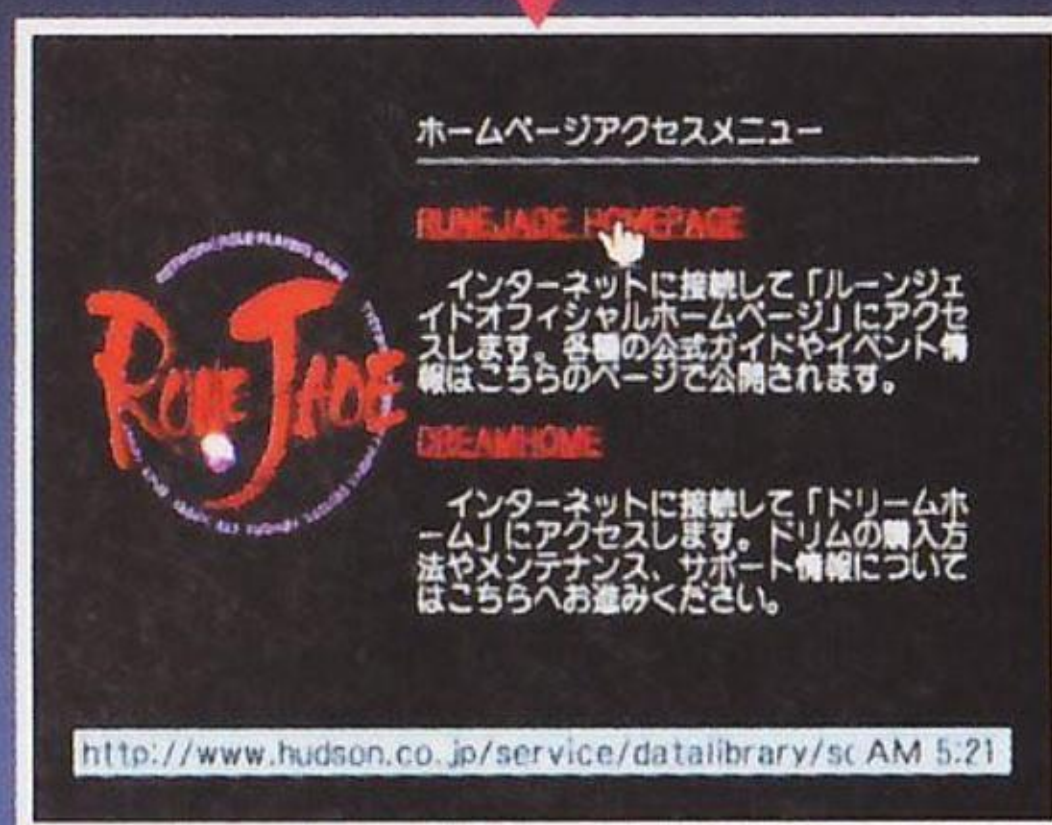 ホームページアクセスメニュー
RUNEJADE HOMEPAGE
インターネットに接続して「ルーンジェ
イドオフィシャルホームページ」にアクセ
スします。各種の公式ガイドやイベント情
報はこちらのページで公開されます。
RUNE JADE
DREAMHOME
インターネットに接続して「ドリームホ
ーム」にアクセスします。ドリムの購入方
法やメンテナンス、サポート情報について
はこちらへお進みください。
http://www.hudson.co.jp/service/datalibrary/sc AM 5:21